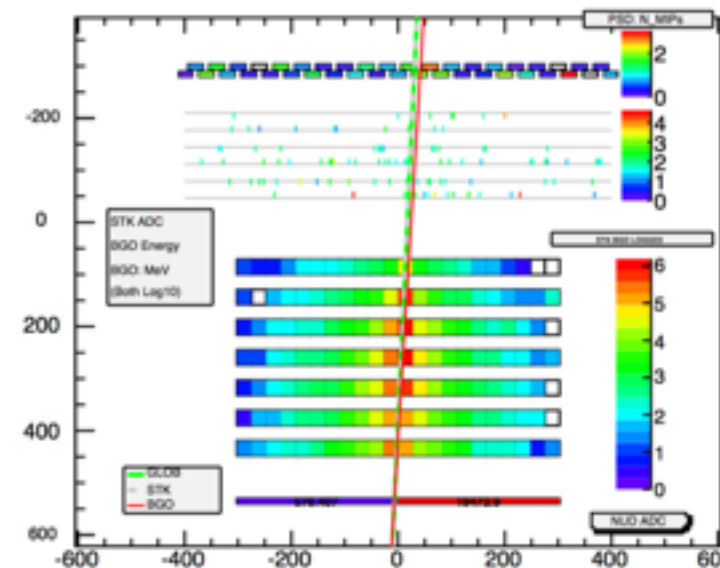 PSD: N_MIPs
2
0
-200
4
3
2
1
0
0
STK ADC
BGO Energy
BGO: MeV
(Both Log10)
200
6
5
4
3
2
1
0
400
GLOB
STK
BGO
NUD ADC
600
-600
-400
-200
0
200
400